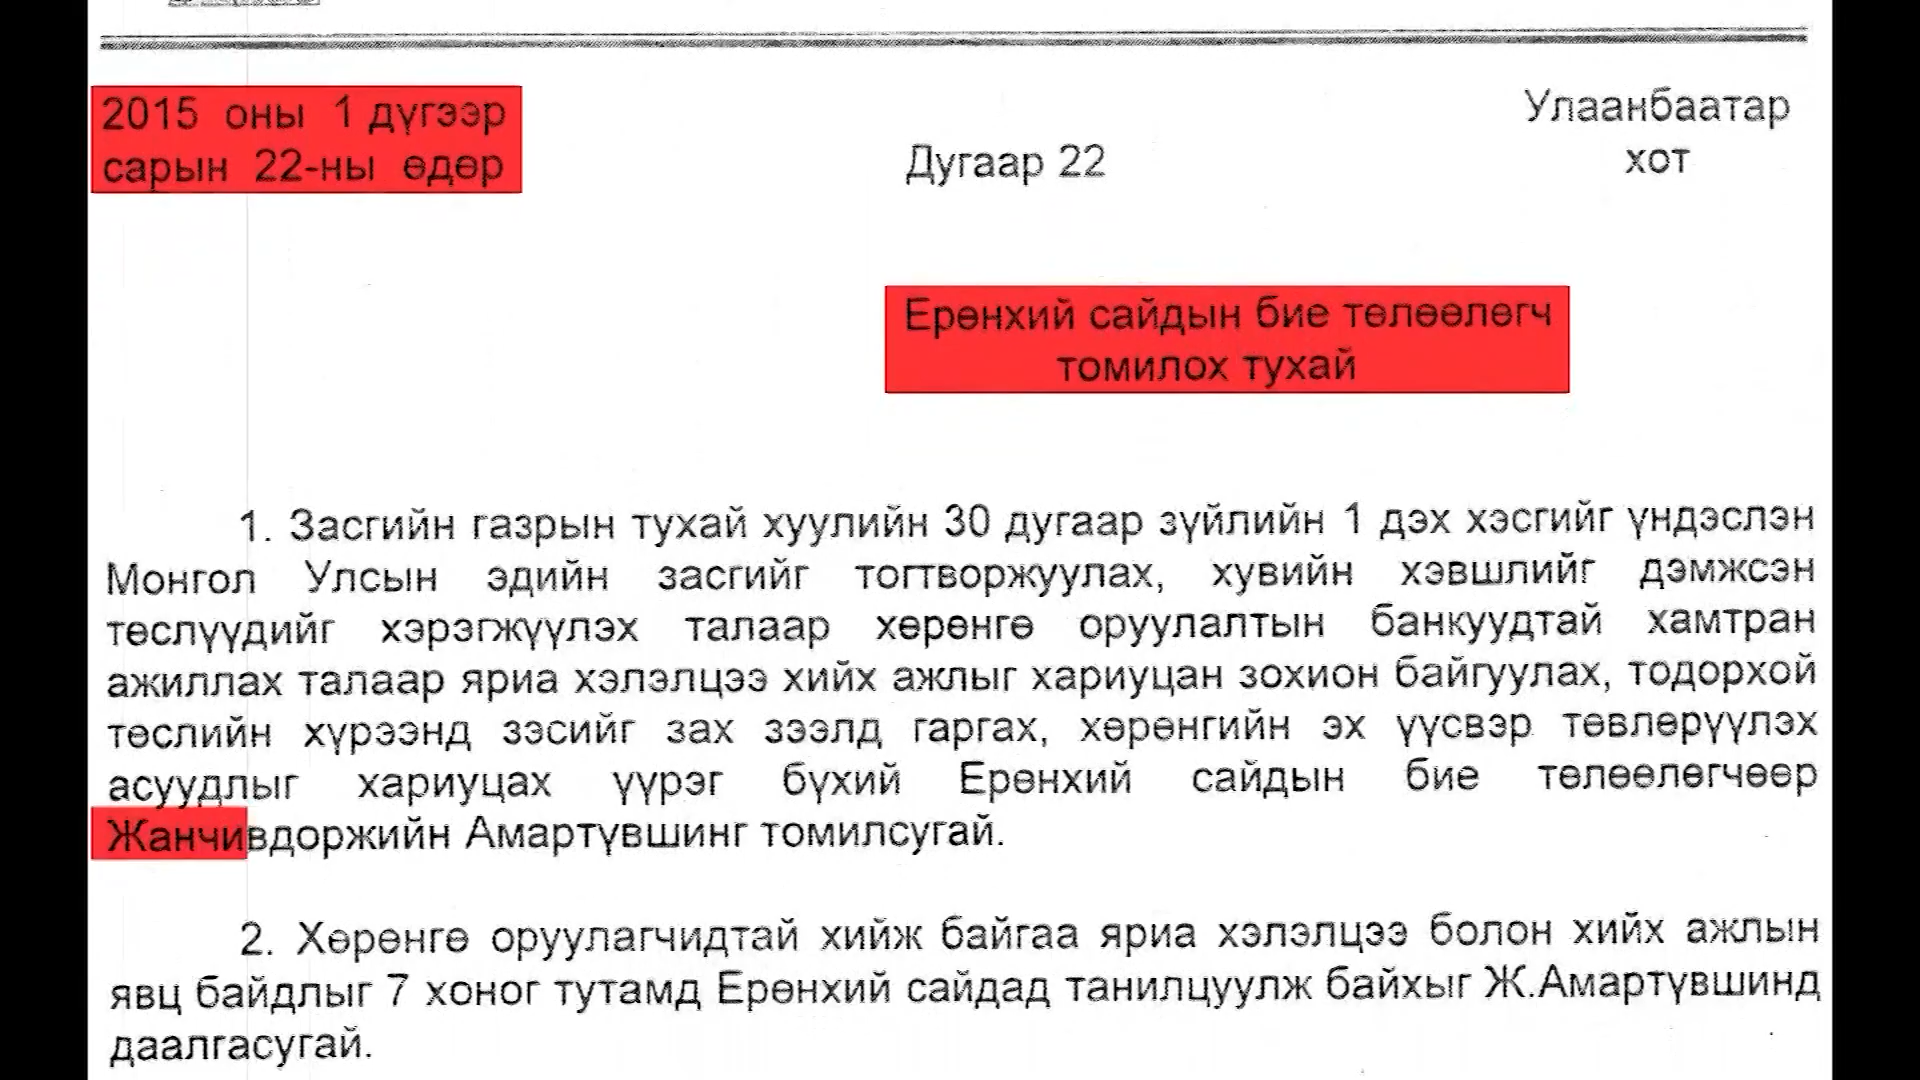 2015 оны 1 дүгээр
сарын 22-ны өдөр
Дугаар 22
Улаанбаатар
хот
Ерөнхий сайдын бие төлөөлөгч
томилох тухай
1. Засгийн газрын тухай хуулийн 30 дугаар зүйлийн 1 дэх хэсгийг үндэслэн
Монгол Улсын эдийн засгийг тогтворжуулах, хувийн хэвшлийг дэмжсэн
төслүүдийг хэрэгжүүлэх талаар хөрөнгө оруулалтын банкуудтай хамтран
ажиллах талаар яриа хэлэлцээ хийх ажлыг хариуцан зохион байгуулах, тодорхой
төслийн хүрээнд зэсийг зах зээлд гаргах, хөрөнгийн эх үүсвэр төвлөрүүлэх
асуудлыг хариуцах үүрэг бүхий Ерөнхий сайдын бие төлөөлөгчөөр
Жанчивдоржийн Амартүвшинг томилсугай.
2. Хөрөнгө оруулагчидтай хийж байгаа яриа хэлэлцээ болон хийх ажлын
явц байдлыг 7 хоног тутамд Ерөнхий сайдад танилцуулж байхыг Ж.Амартүвшинд
даалгасугай.